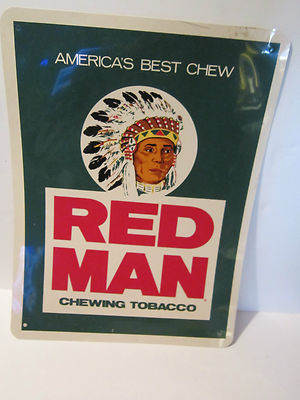 AMERICA'S BEST CHEW
RED
MAN
CHEWING TOBACCO